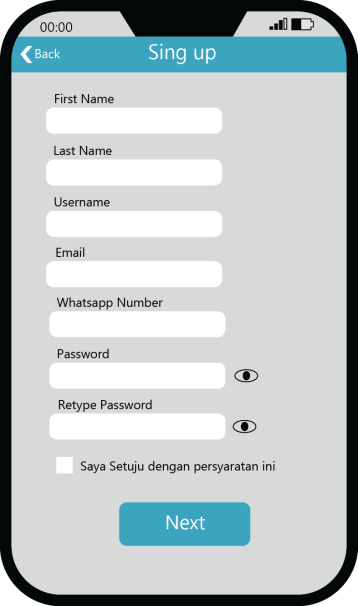 00:00
Back
Sing up
First Name
Last Name
Username
Email
Whatsapp Number
Password
Retype Password
Saya Setuju dengan persyaratan ini
Next